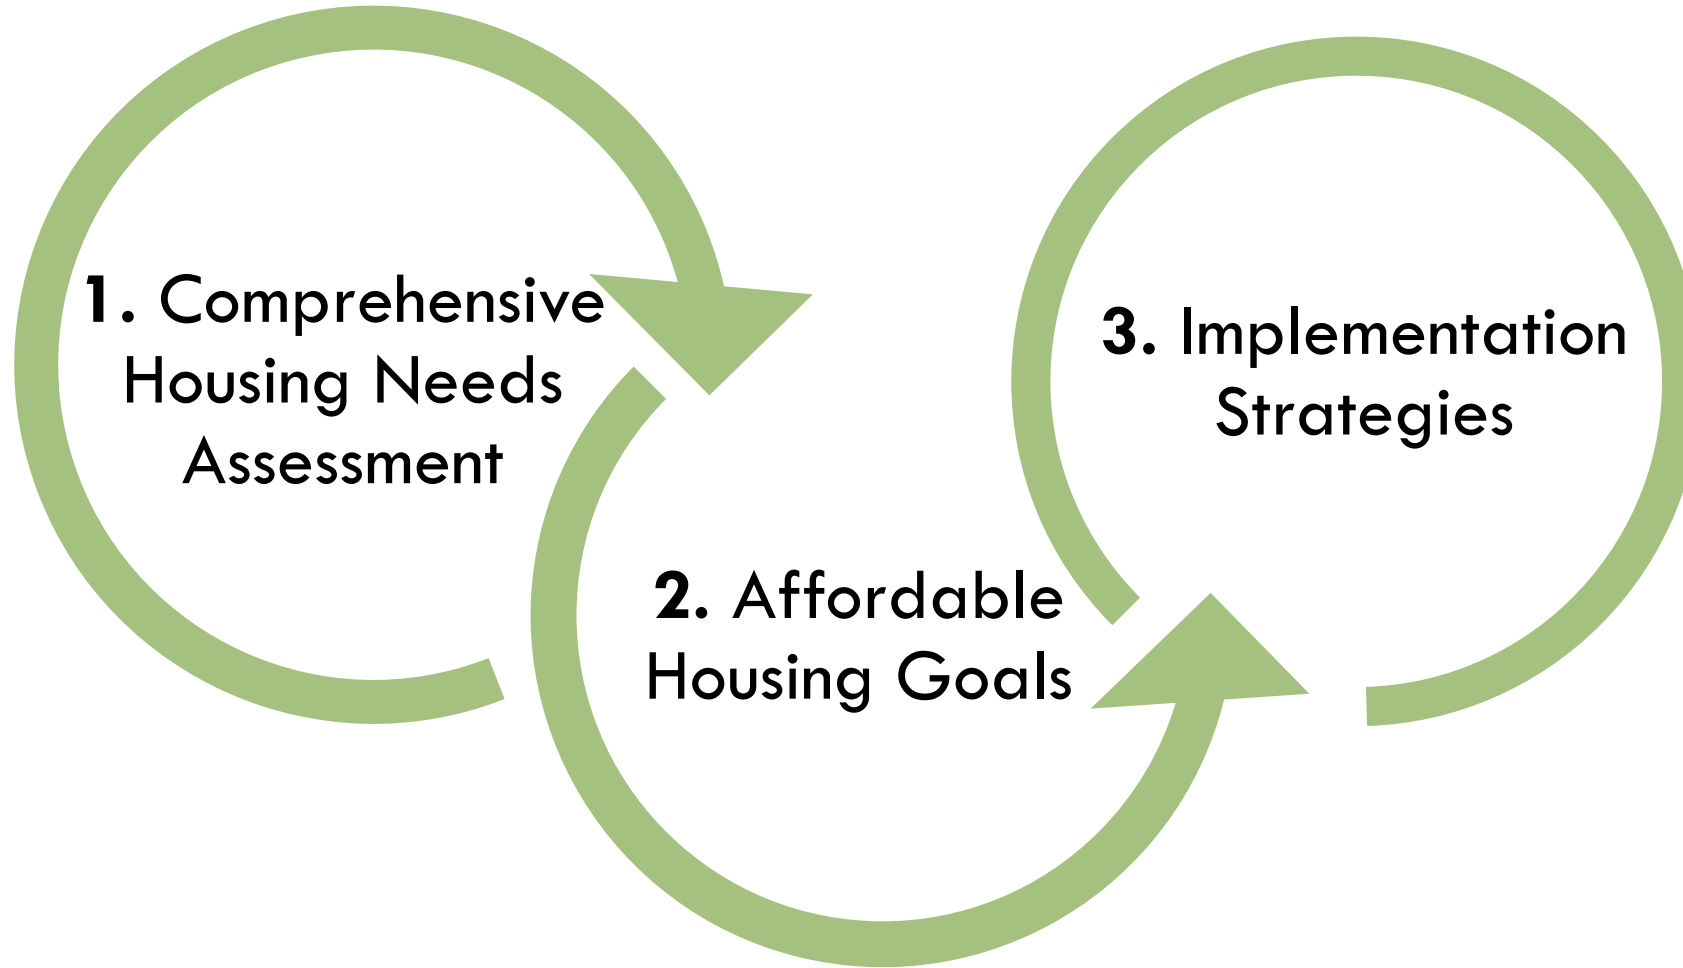 1. Comprehensive
Housing Needs
Assessment
2. Affordable
Housing Goals
3. Implementation
Strategies